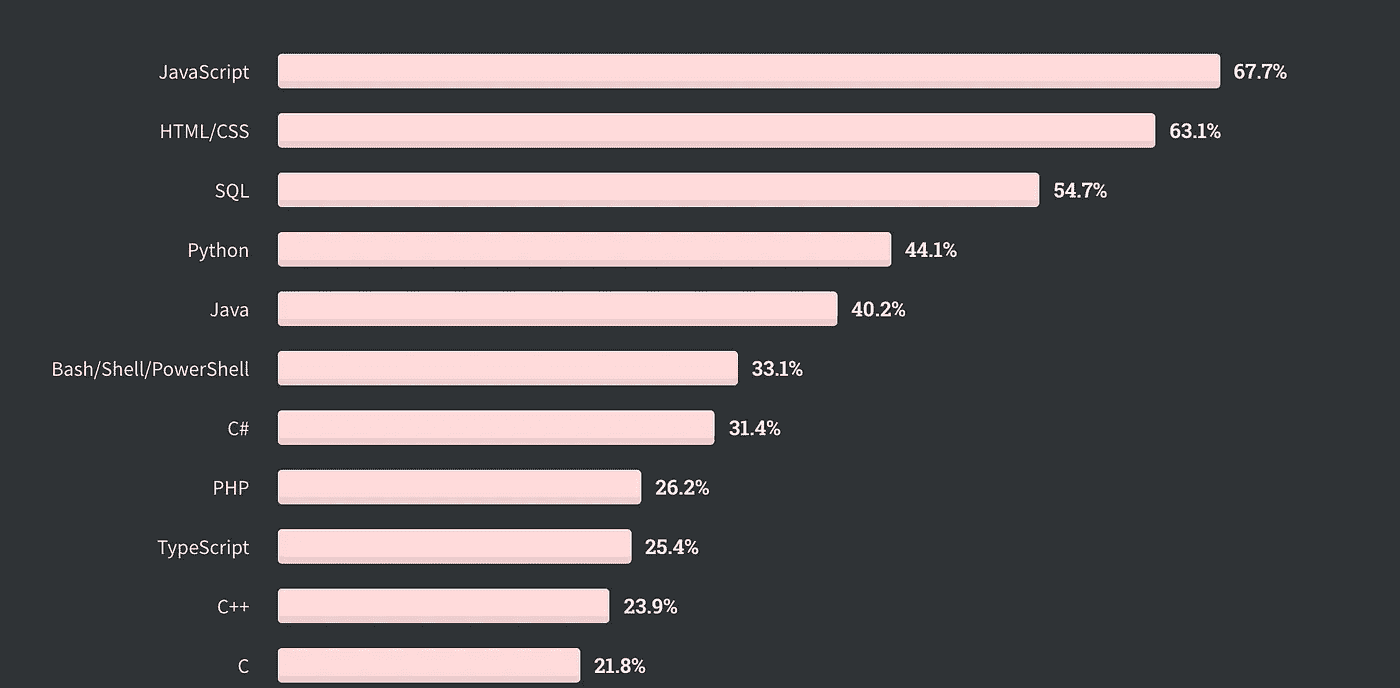 JavaScript 67.7%
HTML/CSS 63.1%
SQL 54.7%
Python 44.1%
Java 40.2%
Bash/Shell/PowerShell 33.1%
C# 31.4%
PHP 26.2%
TypeScript 25.4%
C++ 23.9%
C 21.8%